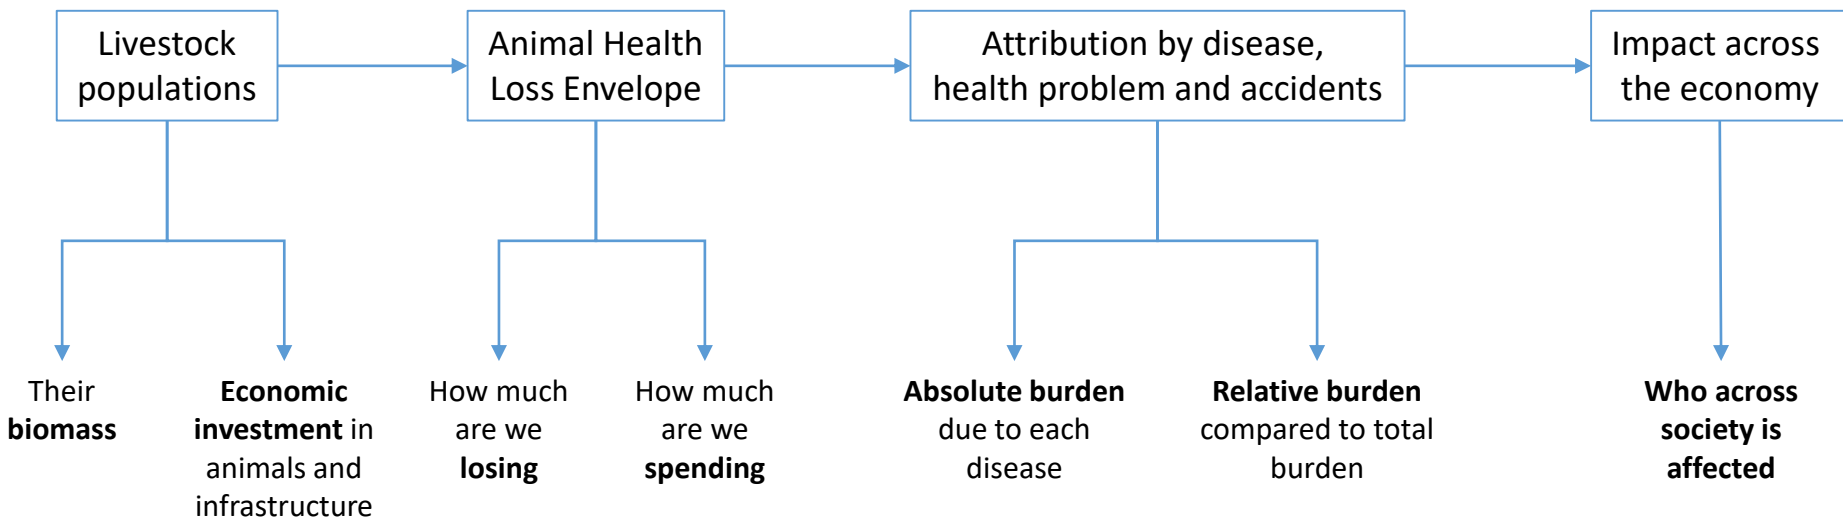 Livestock
populations
Animal Health
Loss Envelope
Attribution by disease,
health problem and accidents
Impact across
the economy
Their
biomass
Economic
investment in
animals and
infrastructure
How much
are we
losing
How much
are we
spending
Absolute burden
due to each
disease
Relative burden
compared to total
burden
Who across
society is
affected